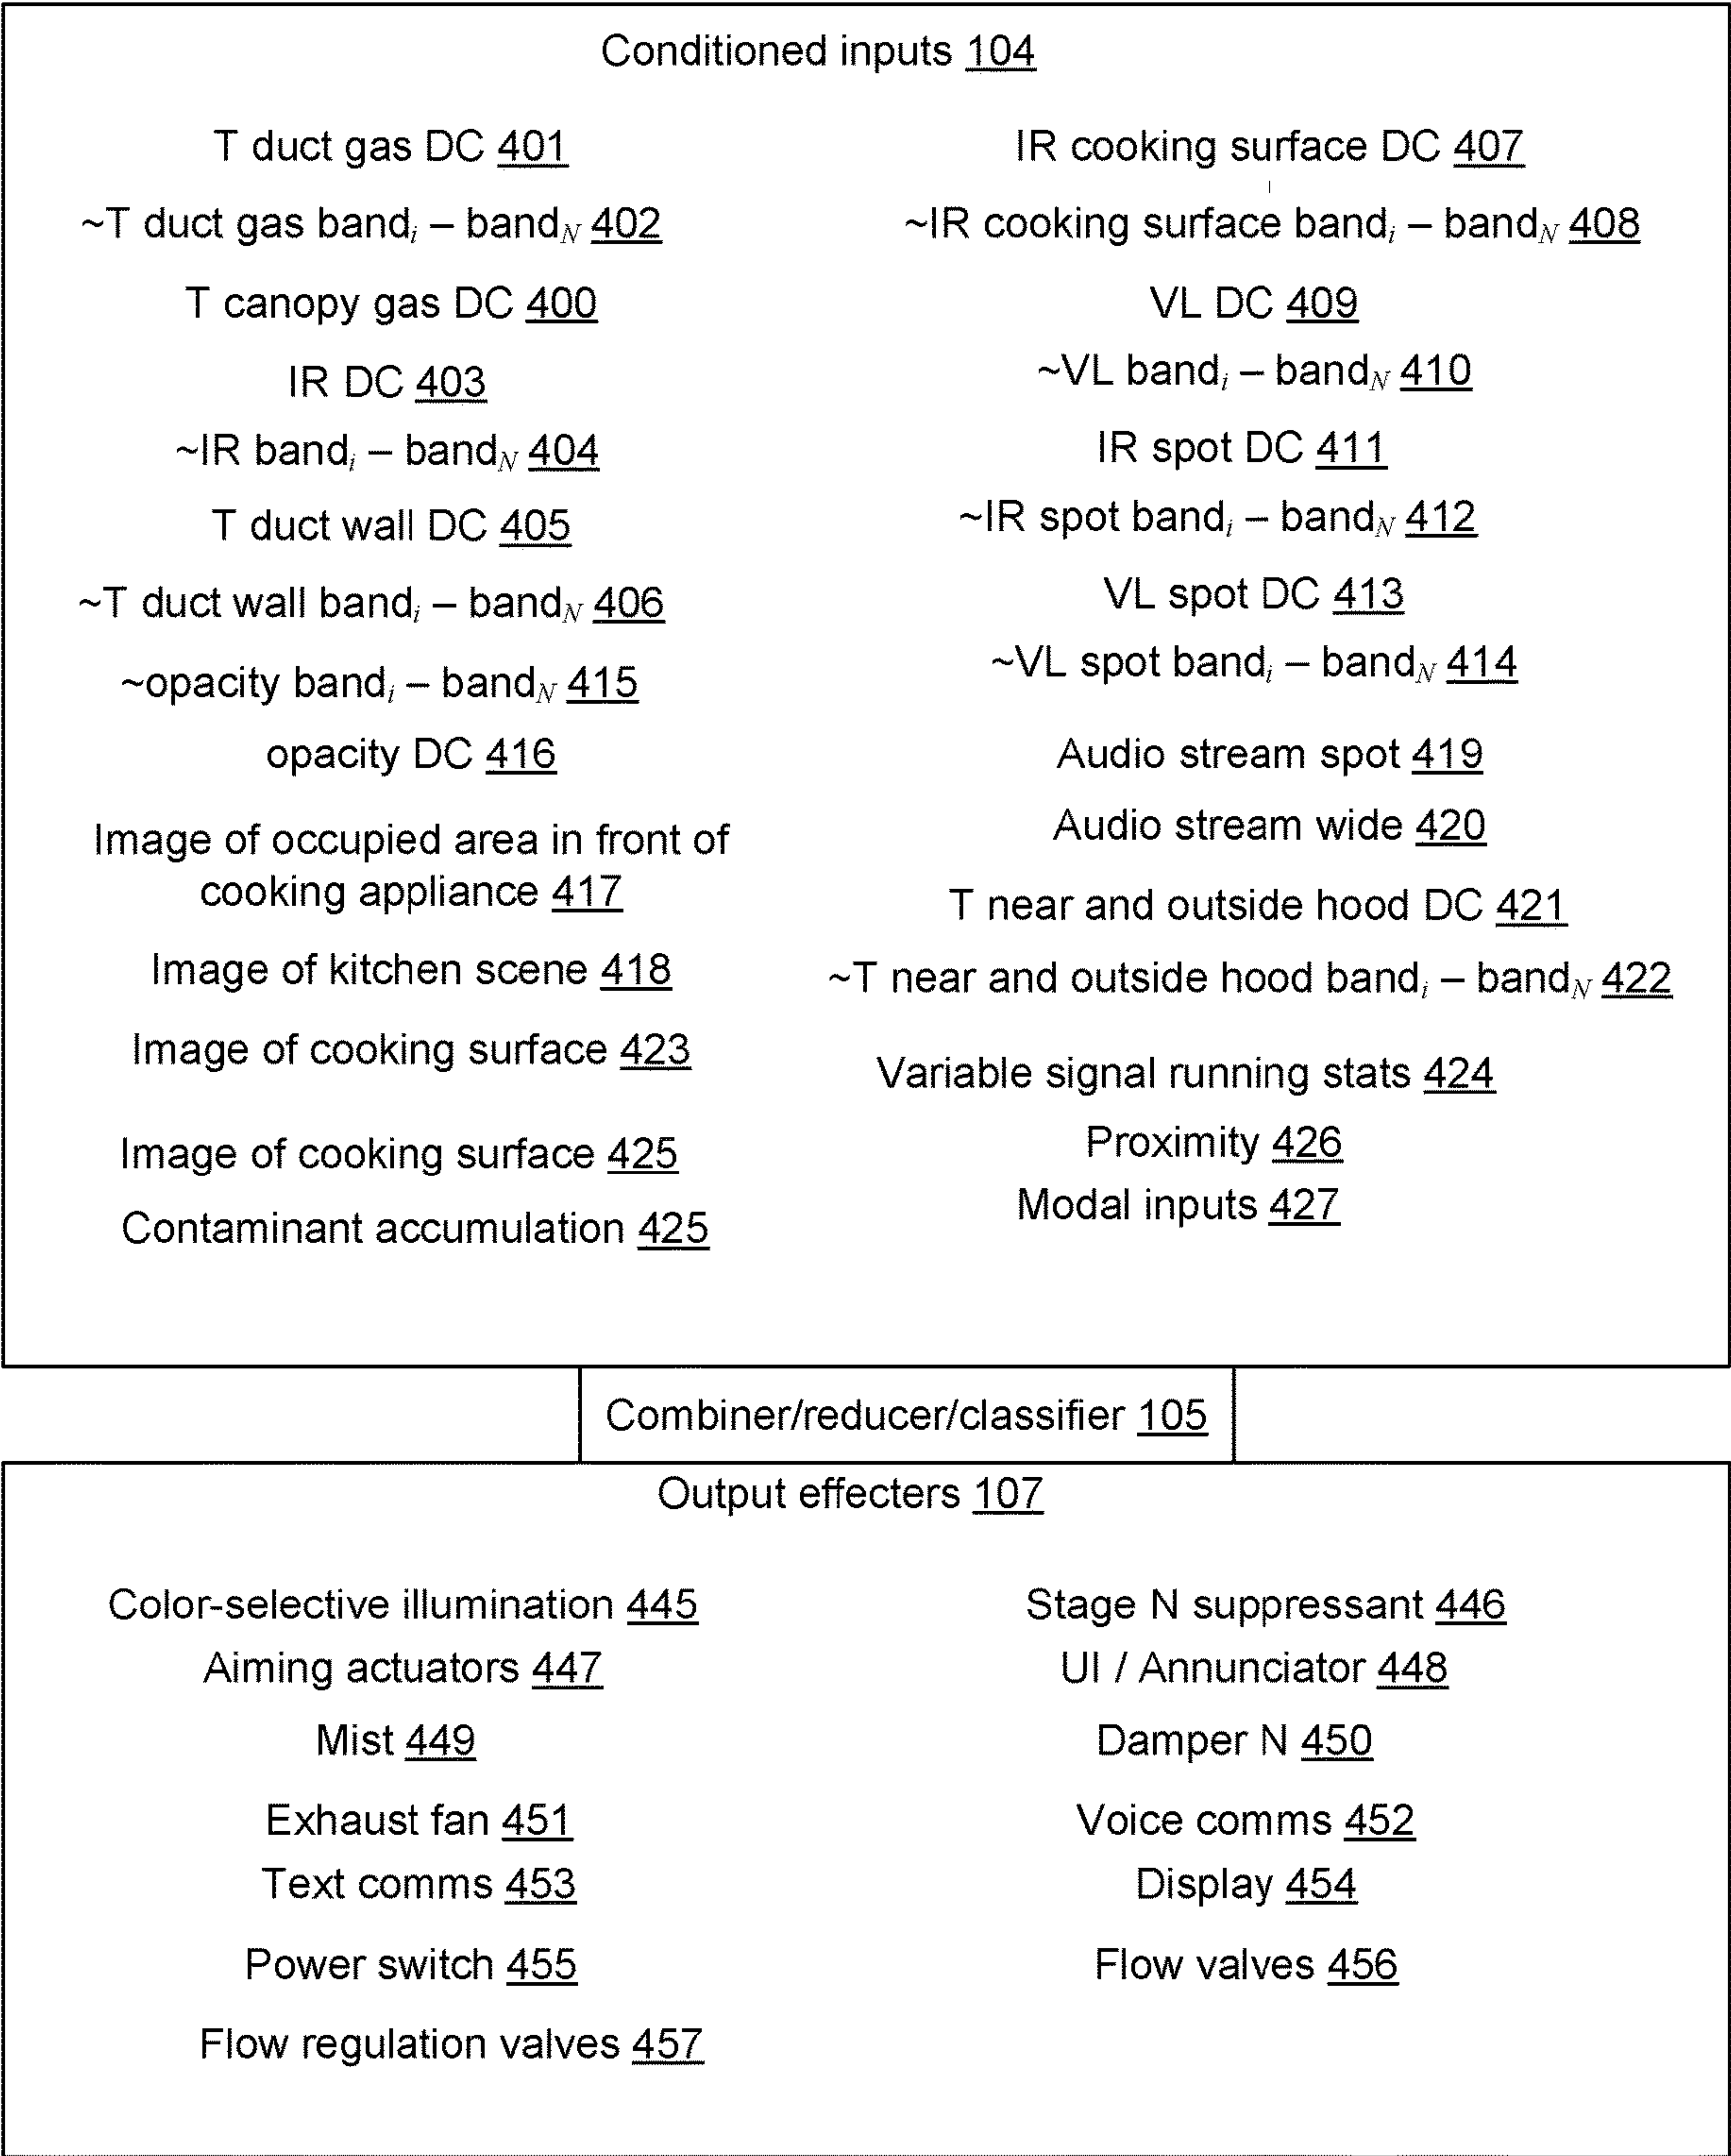 Conditioned inputs 104
T duct gas DC 401
~T duct gas bandi – bandN 402
T canopy gas DC 400
IR DC 403
~IR bandi – bandN 404
T duct wall DC 405
~T duct wall bandi – bandN 406
~opacity bandi – bandN 415
opacity DC 416
Image of occupied area in front of
cooking appliance 417
Image of kitchen scene 418
Image of cooking surface 423
Image of cooking surface 425
Contaminant accumulation 425
IR cooking surface DC 407
~IR cooking surface bandi – bandN 408
VL DC 409
~VL bandi – bandN 410
IR spot DC 411
~IR spot bandi – bandN 412
VL spot DC 413
~VL spot bandi – bandN 414
Audio stream spot 419
Audio stream wide 420
T near and outside hood DC 421
~T near and outside hood bandi – bandN 422
Variable signal running stats 424
Proximity 426
Modal inputs 427
Combiner/reducer/classifier 105
Output effecters 107
Color-selective illumination 445
Aiming actuators 447
Mist 449
Exhaust fan 451
Text comms 453
Power switch 455
Flow regulation valves 457
Stage N suppressant 446
UI / Annunciator 448
Damper N 450
Voice comms 452
Display 454
Flow valves 456